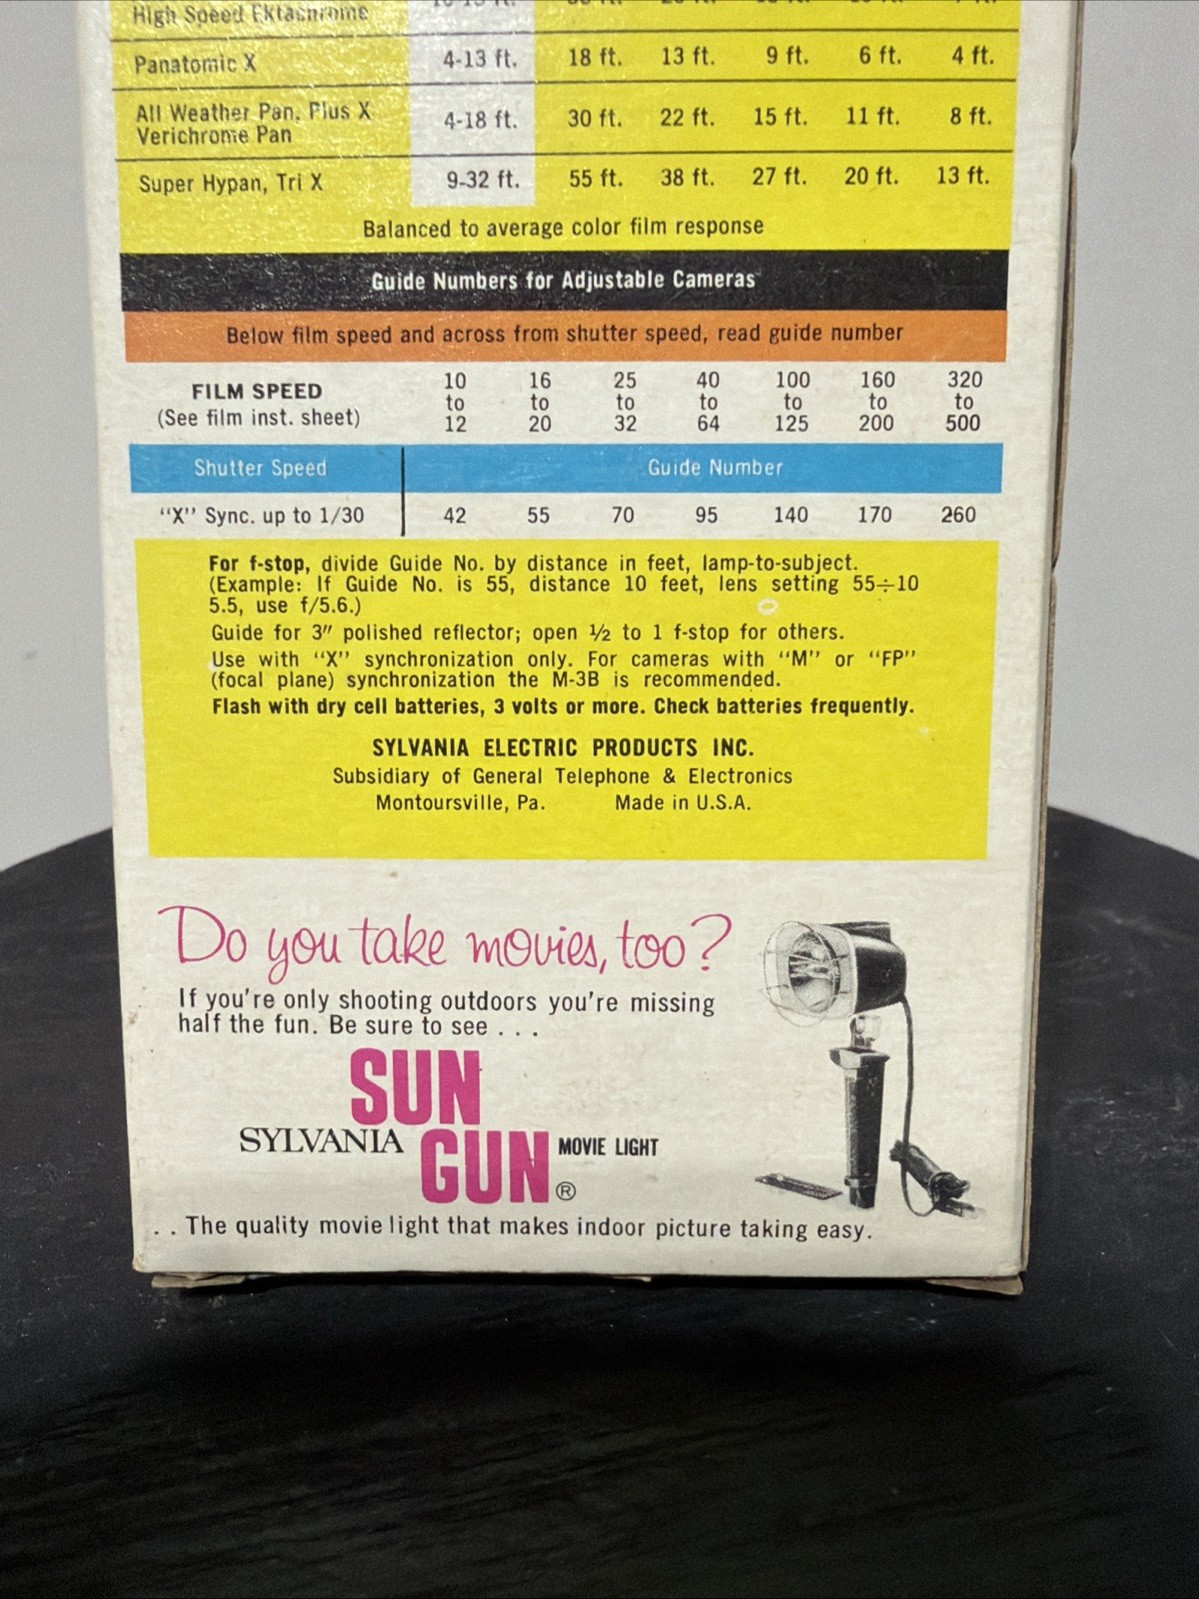 High Speed Ektachrome
Panatomic X 4-13 ft. 18 ft. 13 ft. 9 ft. 6 ft. 4 ft.
All Weather Pan, Plus X
Verichrome Pan 4-18 ft. 30 ft. 22 ft. 15 ft. 11 ft. 8 ft.
Super Hypan, Tri X 9-32 ft. 55 ft. 38 ft. 27 ft. 20 ft. 13 ft.
Balanced to average color film response
Guide Numbers for Adjustable Cameras
Below film speed and across from shutter speed, read guide number
FILM SPEED 10 16 25 40 100 160 320
(See film inst. sheet) to to to to to to to
12 20 32 64 125 200 500
Shutter Speed Guide Number
"X" Sync. up to 1/30 42 55 70 95 140 170 260
For f-stop, divide Guide No. by distance in feet, lamp-to-subject.
(Example: If Guide No. is 55, distance 10 feet, lens setting 55÷10
5.5, use f/5.6.)
Guide for 3" polished reflector; open ½ to 1 f-stop for others.
Use with "X" synchronization only. For cameras with "M" or "FP"
(focal plane) synchronization the M-3B is recommended.
Flash with dry cell batteries, 3 volts or more. Check batteries frequently.
SYLVANIA ELECTRIC PRODUCTS INC.
Subsidiary of General Telephone & Electronics
Montoursville, Pa. Made in U.S.A.
Do you take movies, too?
If you're only shooting outdoors you're missing
half the fun. Be sure to see . . .
SUN
SYLVANIA GUN® MOVIE LIGHT
. . The quality movie light that makes indoor picture taking easy.